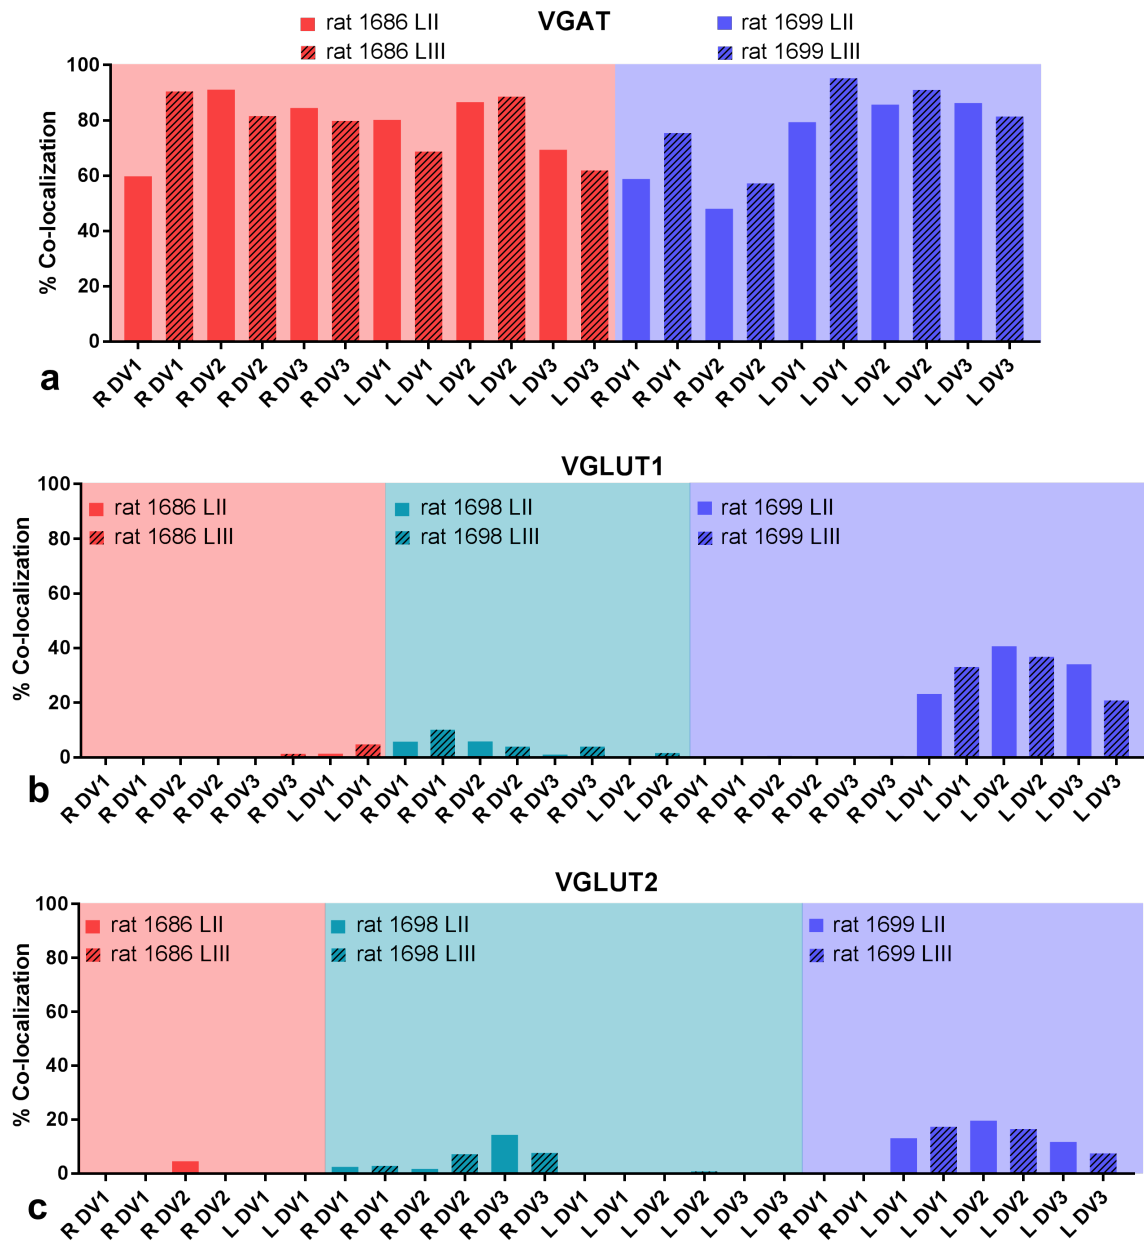 VGAT
rat 1686 LII
rat 1686 LIII
rat 1699 LII
rat 1699 LIII
% Co-localization
100
80
60
40
20
0
R DV1
R DV1
R DV2
R DV2
R DV3
R DV3
L DV1
L DV1
L DV2
L DV2
L DV3
L DV3
R DV1
R DV1
R DV2
R DV2
L DV1
L DV1
L DV2
L DV2
L DV3
L DV3
a
VGLUT1
rat 1686 LII
rat 1686 LIII
rat 1698 LII
rat 1698 LIII
rat 1699 LII
rat 1699 LIII
% Co-localization
100
80
60
40
20
0
R DV1
R DV1
R DV2
R DV2
R DV3
R DV3
L DV1
L DV1
R DV1
R DV1
R DV2
R DV2
R DV3
R DV3
L DV2
L DV2
R DV1
R DV1
R DV2
R DV2
R DV3
R DV3
L DV1
L DV1
L DV2
L DV2
L DV3
L DV3
b
VGLUT2
rat 1686 LII
rat 1686 LIII
rat 1698 LII
rat 1698 LIII
rat 1699 LII
rat 1699 LIII
% Co-localization
100
80
60
40
20
0
R DV1
R DV1
R DV2
R DV2
L DV1
L DV1
R DV1
R DV1
R DV2
R DV2
R DV3
R DV3
L DV1
L DV1
L DV2
L DV2
L DV3
L DV3
R DV1
R DV1
L DV1
L DV1
L DV2
L DV2
L DV3
L DV3
c